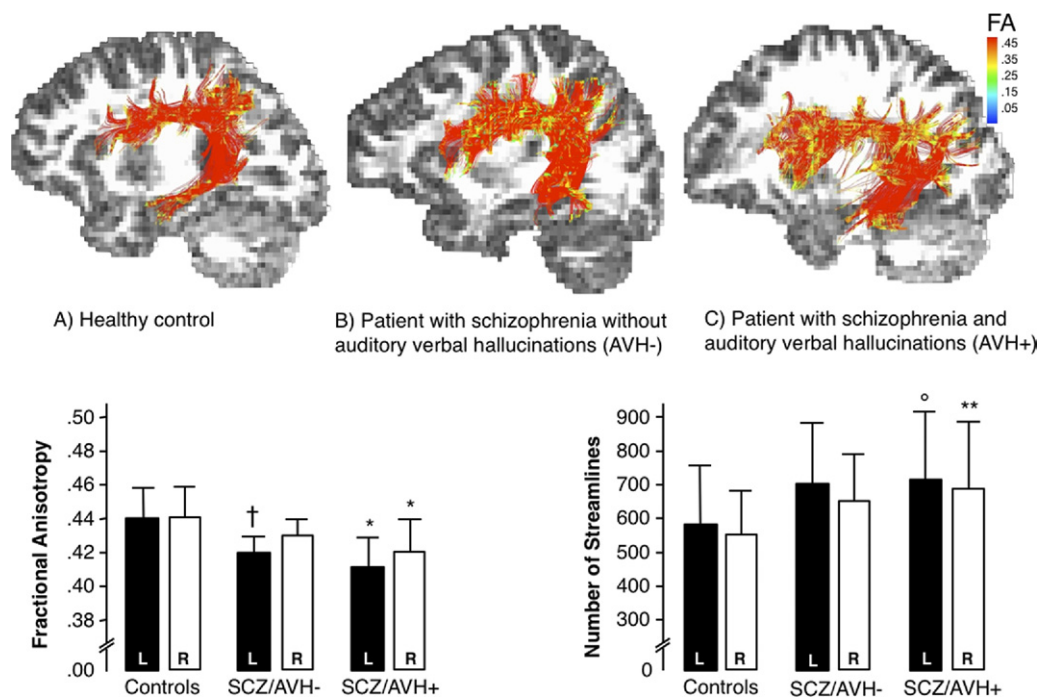 FA
.45
.35
.25
.15
.05
A) Healthy control
B) Patient with schizophrenia without
auditory verbal hallucinations (AVH-)
C) Patient with schizophrenia and
auditory verbal hallucinations (AVH+)
Fractional Anisotropy
.50
.48
.46
.44
.42
.40
.38
.00
†
*
*
L
R
L
R
L
R
Controls
SCZ/AVH-
SCZ/AVH+
Number of Streamlines
900
800
700
600
500
400
300
0
°
**
L
R
L
R
L
R
Controls
SCZ/AVH-
SCZ/AVH+